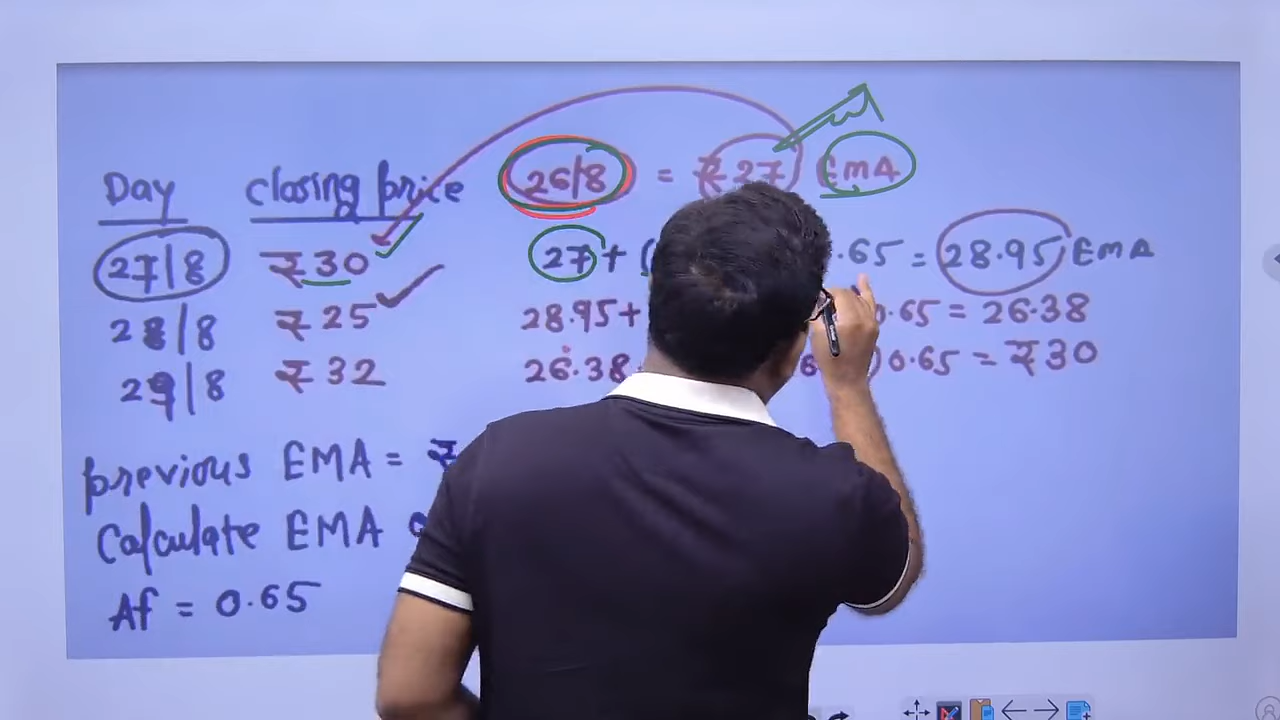 Day closing price 26/8 = ₹27 EMA
27/8 ₹30 27 + ( .65 = 28.95 EMA
28/8 ₹25 28.95 + 0.65 = 26.38
29/8 ₹32 26.38 6 ) 0.65 = ₹30
previous EMA = ₹
Calculate EMA
Af = 0.65